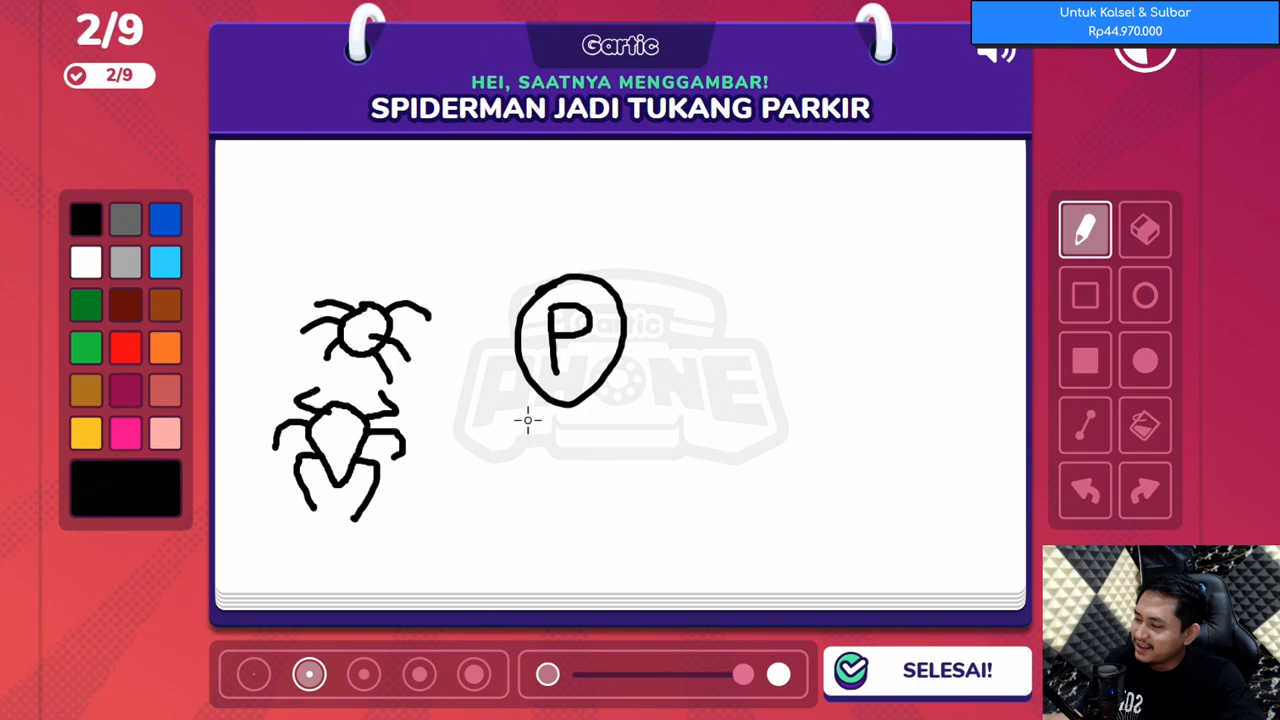 2/9
2/9
Gartic
HEI, SAATNYA MENGGAMBAR!
SPIDERMAN JADI TUKANG PARKIR
Untuk Kalsel & Sulbar
Rp44.970.000
P
Gartic
PHONE
SELESAI!